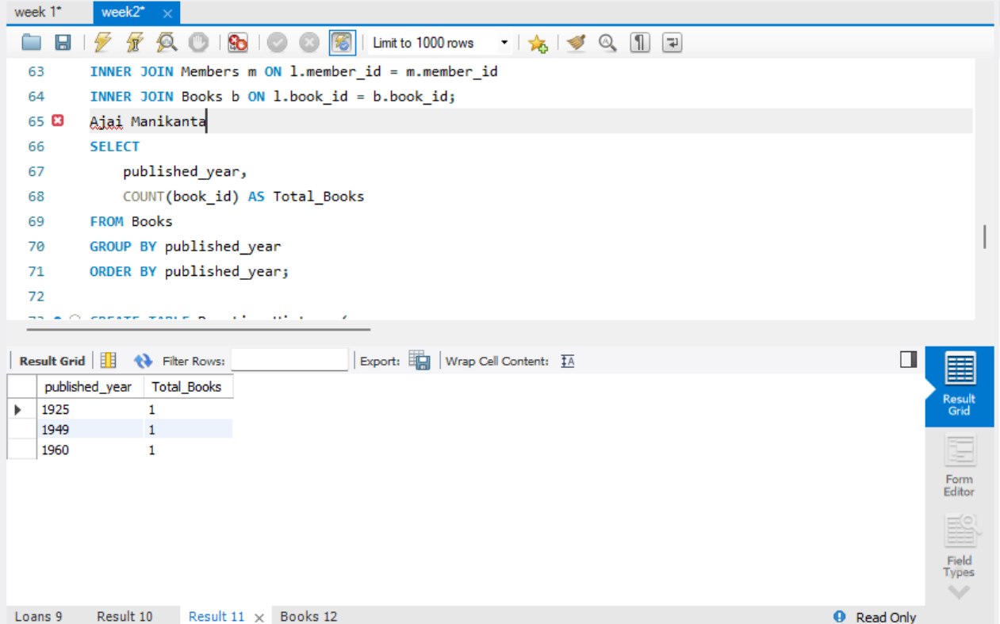 week 1*
week2*
Limit to 1000 rows
63 INNER JOIN Members m ON l.member_id = m.member_id
64 INNER JOIN Books b ON l.book_id = b.book_id;
65 Ajai Manikanta
66 SELECT
67 published_year,
68 COUNT(book_id) AS Total_Books
69 FROM Books
70 GROUP BY published_year
71 ORDER BY published_year;
72
Result Grid Filter Rows: Export: Wrap Cell Content:
published_year Total_Books
1925 1
1949 1
1960 1
Result
Grid
Form
Editor
Field
Types
Loans 9 Result 10 Result 11 Books 12 Read Only